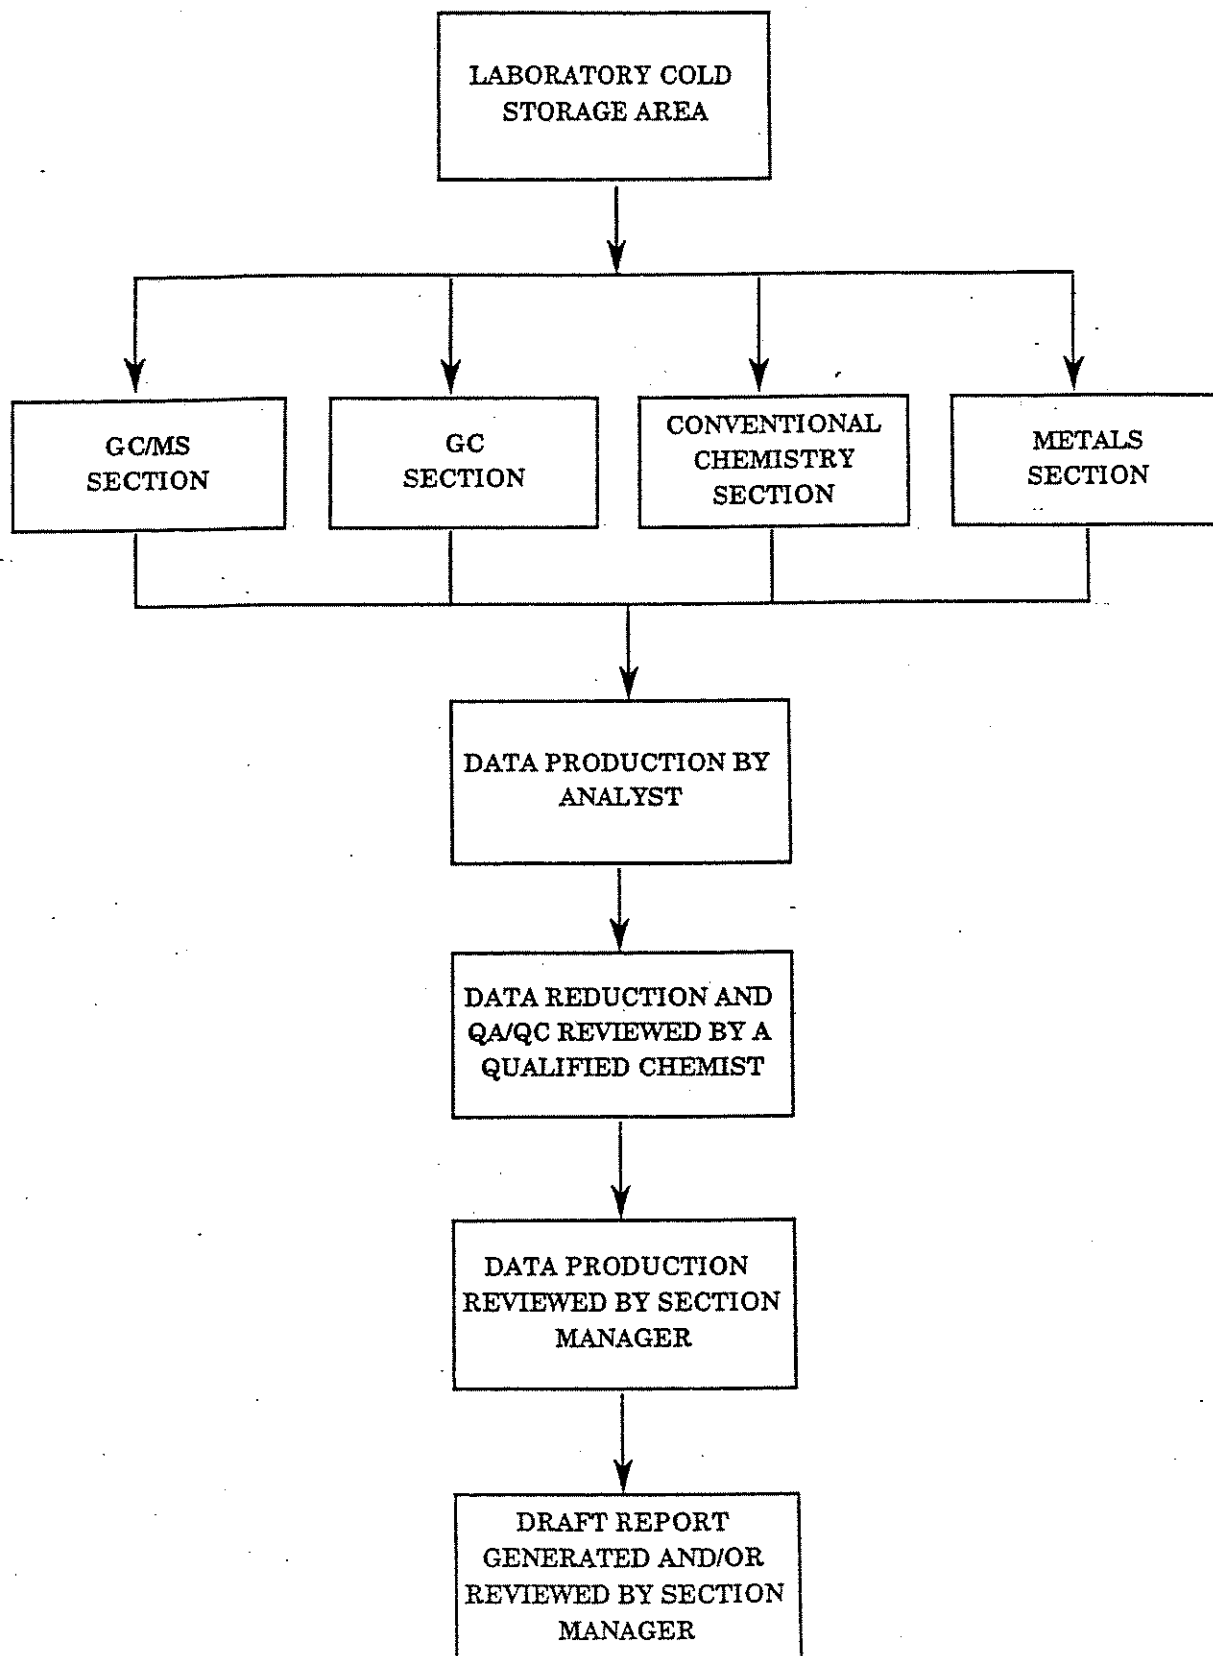 LABORATORY COLD
STORAGE AREA
GC/MS
SECTION
GC
SECTION
CONVENTIONAL
CHEMISTRY
SECTION
METALS
SECTION
DATA PRODUCTION BY
ANALYST
DATA REDUCTION AND
QA/QC REVIEWED BY A
QUALIFIED CHEMIST
DATA PRODUCTION
REVIEWED BY SECTION
MANAGER
DRAFT REPORT
GENERATED AND/OR
REVIEWED BY SECTION
MANAGER